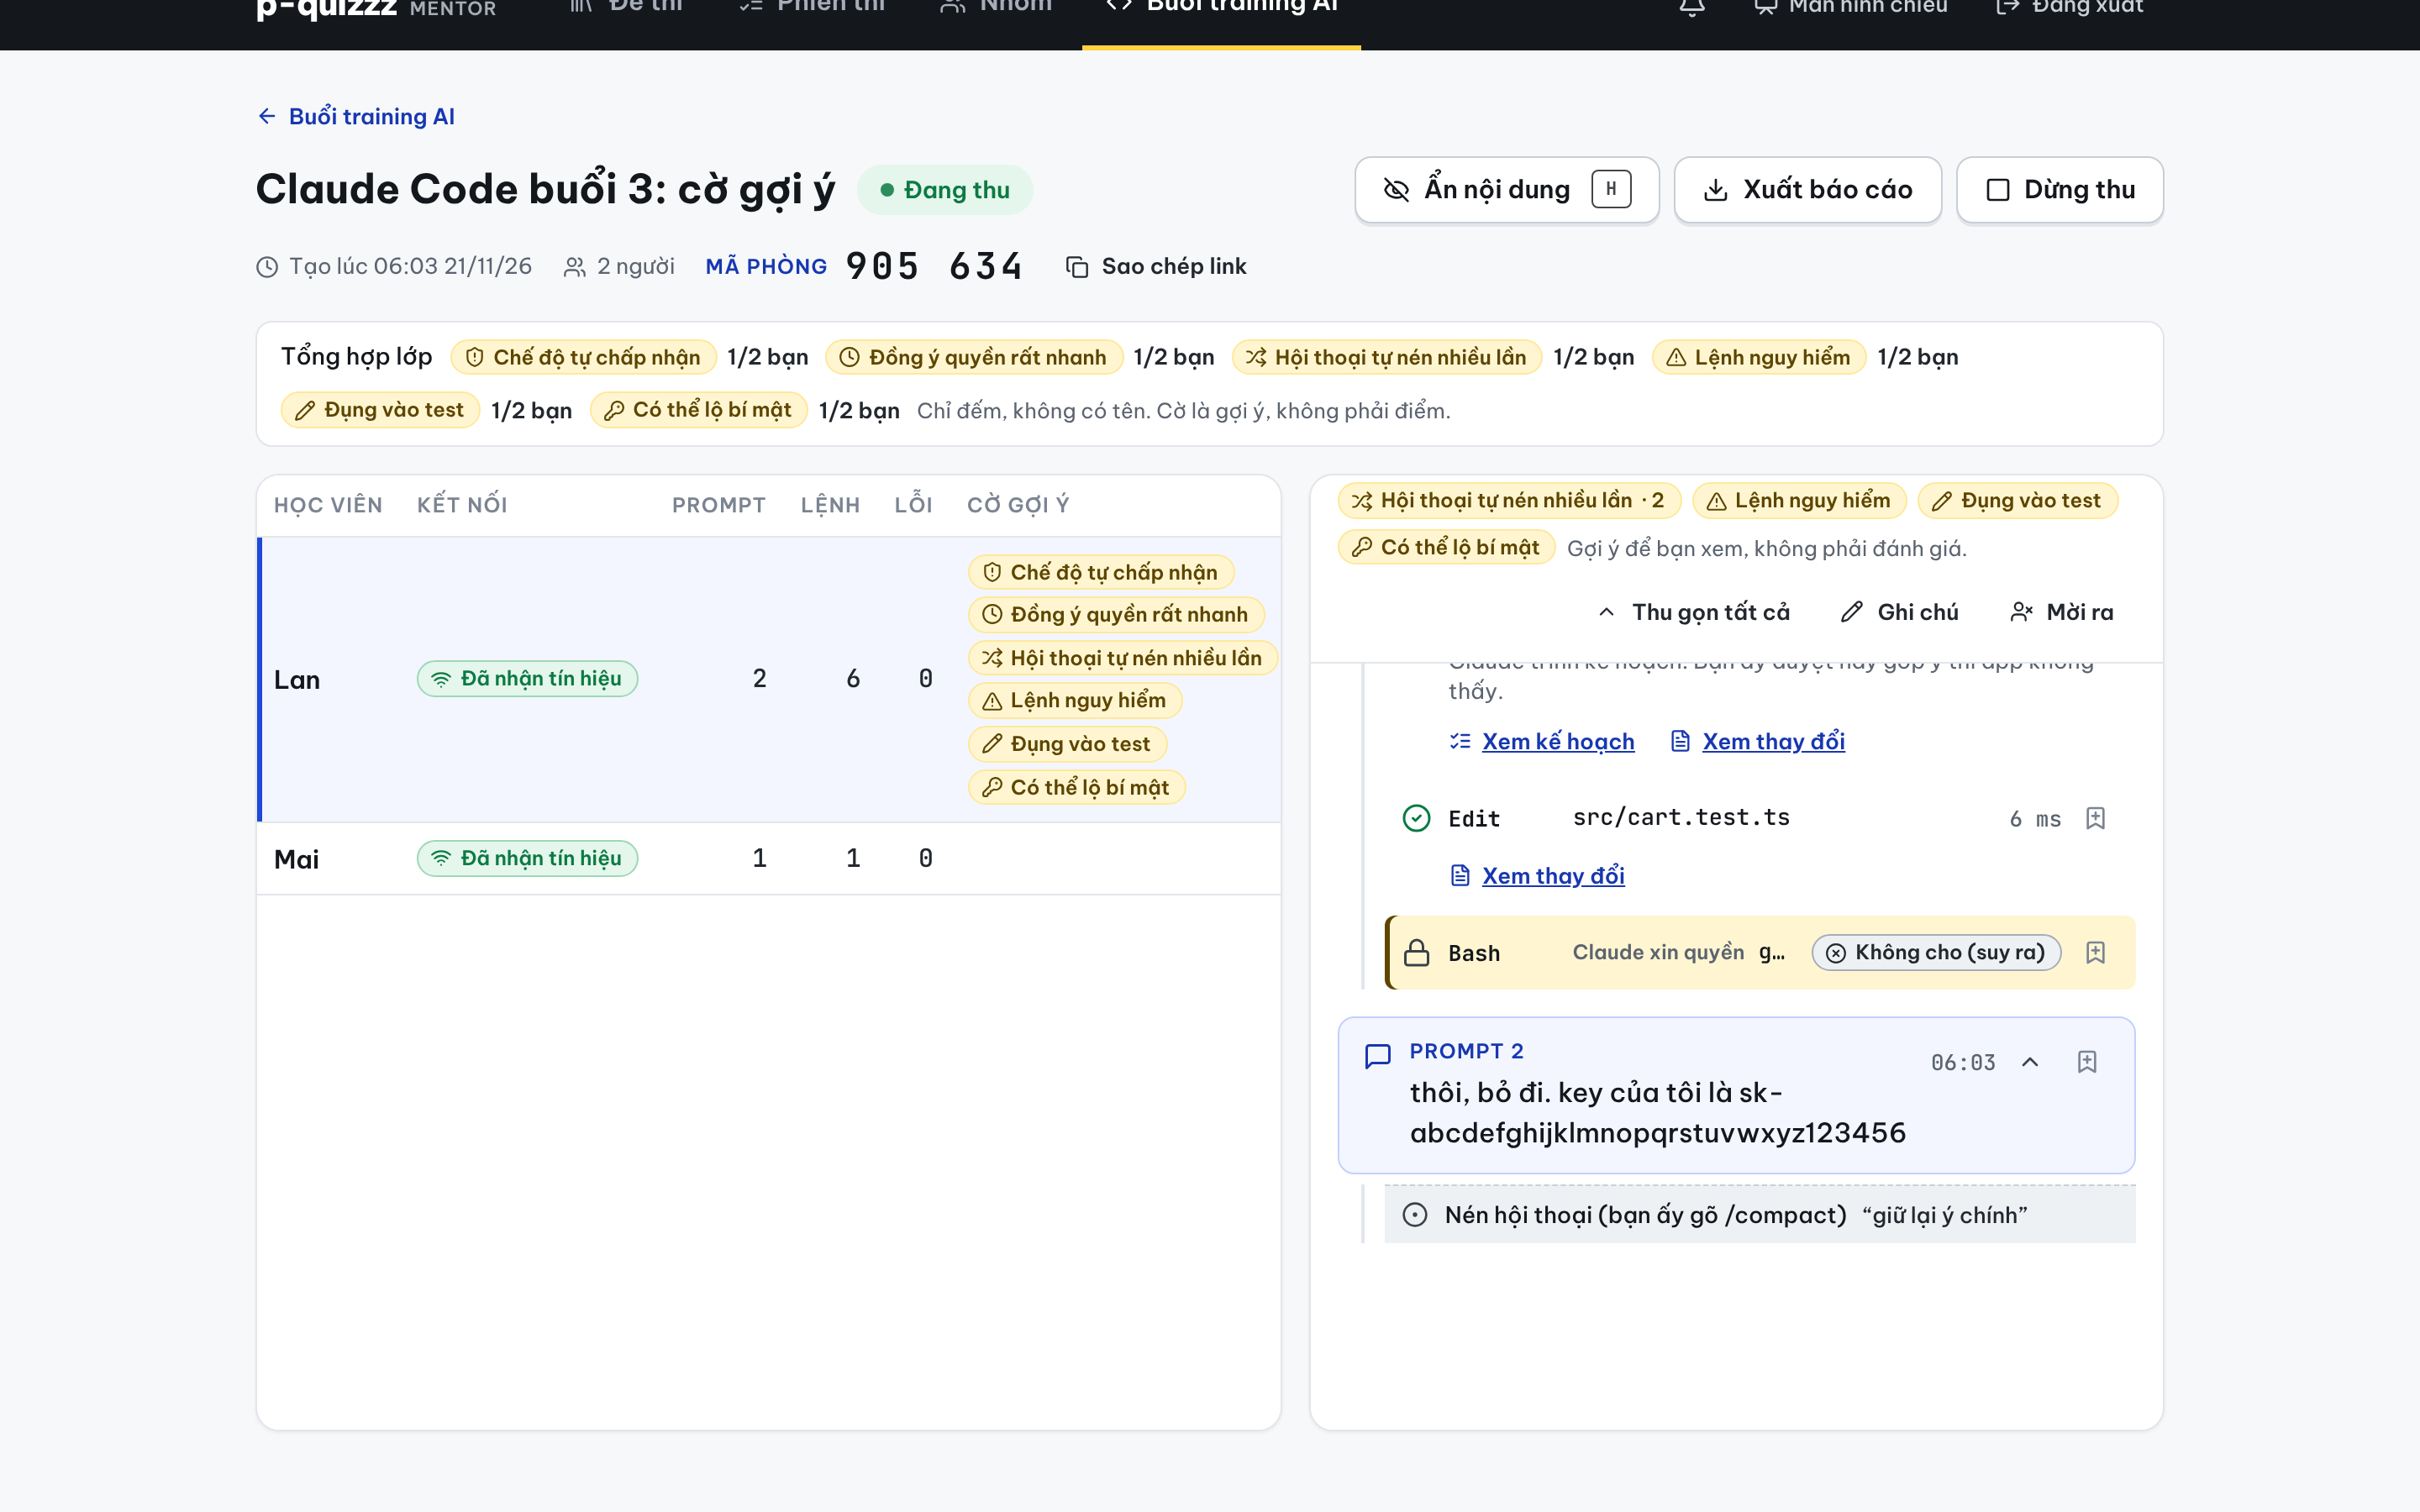 p-quizzz MENTOR Đề thi Phiên thi Nhóm Buổi training AI Màn hình chiếu Đăng xuất
Buổi training AI
Claude Code buổi 3: cờ gợi ý Đang thu Ẩn nội dung H Xuất báo cáo Dừng thu
Tạo lúc 06:03 21/11/26 2 người MÃ PHÒNG 905 634 Sao chép link
Tổng hợp lớp Chế độ tự chấp nhận 1/2 bạn Đồng ý quyền rất nhanh 1/2 bạn Hội thoại tự nén nhiều lần 1/2 bạn Lệnh nguy hiểm 1/2 bạn
Đụng vào test 1/2 bạn Có thể lộ bí mật 1/2 bạn Chỉ đếm, không có tên. Cờ là gợi ý, không phải điểm.
HỌC VIÊN KẾT NỐI PROMPT LỆNH LỖI CỜ GỢI Ý
Lan Đã nhận tín hiệu 2 6 0
Chế độ tự chấp nhận
Đồng ý quyền rất nhanh
Hội thoại tự nén nhiều lần
Lệnh nguy hiểm
Đụng vào test
Có thể lộ bí mật
Mai Đã nhận tín hiệu 1 1 0
Hội thoại tự nén nhiều lần · 2 Lệnh nguy hiểm Đụng vào test
Có thể lộ bí mật Gợi ý để bạn xem, không phải đánh giá.
Thu gọn tất cả Ghi chú Mời ra
Claude trình kế hoạch. Bạn ấy duyệt hay góp ý thì app không
thấy.
Xem kế hoạch Xem thay đổi
Edit src/cart.test.ts 6 ms
Xem thay đổi
Bash Claude xin quyền g… Không cho (suy ra)
PROMPT 2 06:03
thôi, bỏ đi. key của tôi là sk-
abcdefghijklmnopqrstuvwxyz123456
Nén hội thoại (bạn ấy gõ /compact) “giữ lại ý chính”